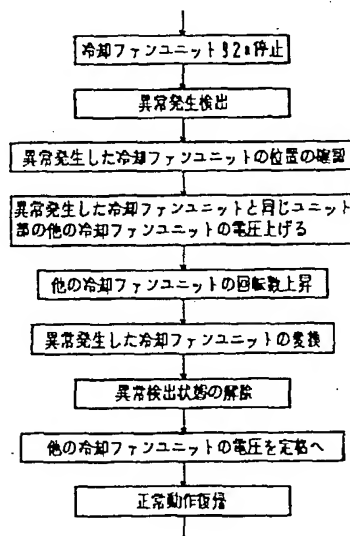 冷却ファンユニット92a停止
異常発生検出
異常発生した冷却ファンユニットの位置の確認
異常発生した冷却ファンユニットと同じユニット
部の他の冷却ファンユニットの電圧上げる
他の冷却ファンユニットの回転数上昇
異常発生した冷却ファンユニットの変換
異常検出状態の解除
他の冷却ファンユニットの電圧を定格へ
正常動作復帰